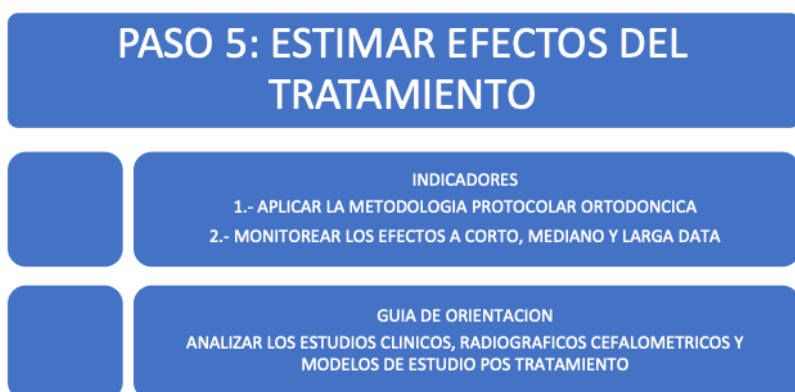 PASO 5: ESTIMAR EFECTOS DEL
TRATAMIENTO
INDICADORES
1.- APLICAR LA METODOLOGIA PROTOCOLAR ORTODONCICA
2.- MONITOREAR LOS EFECTOS A CORTO, MEDIANO Y LARGA DATA
GUIA DE ORIENTACION
ANALIZAR LOS ESTUDIOS CLINICOS, RADIOGRAFICOS CEFALOMETRICOS Y
MODELOS DE ESTUDIO POS TRATAMIENTO